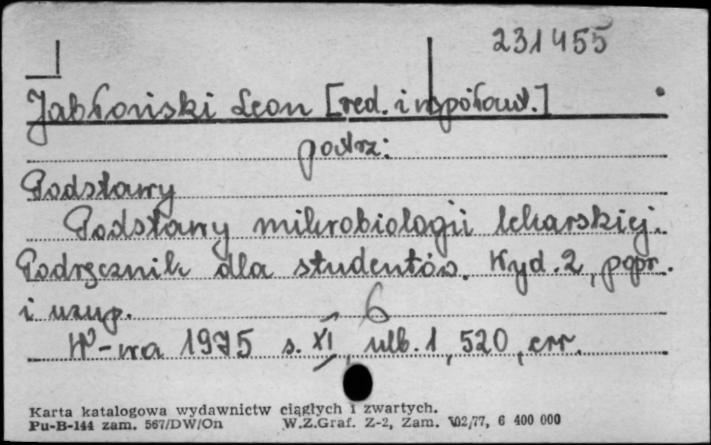 231455
Jabłoński Leon [red. i współaut.]
patrz:
Podstawy
Podstawy mikrobiologii lekarskiej.
Podręcznik dla studentów. Wyd. 2, popr.
i uzup. 6
W-wa 1975 s. XI, nlb. 1, 520, err.
Karta katalogowa wydawnictw ciągłych i zwartych.
Pu-B-144 zam. 567/DW/On W.Z.Graf. Z-2, Zam. 102/77, 6 400 000